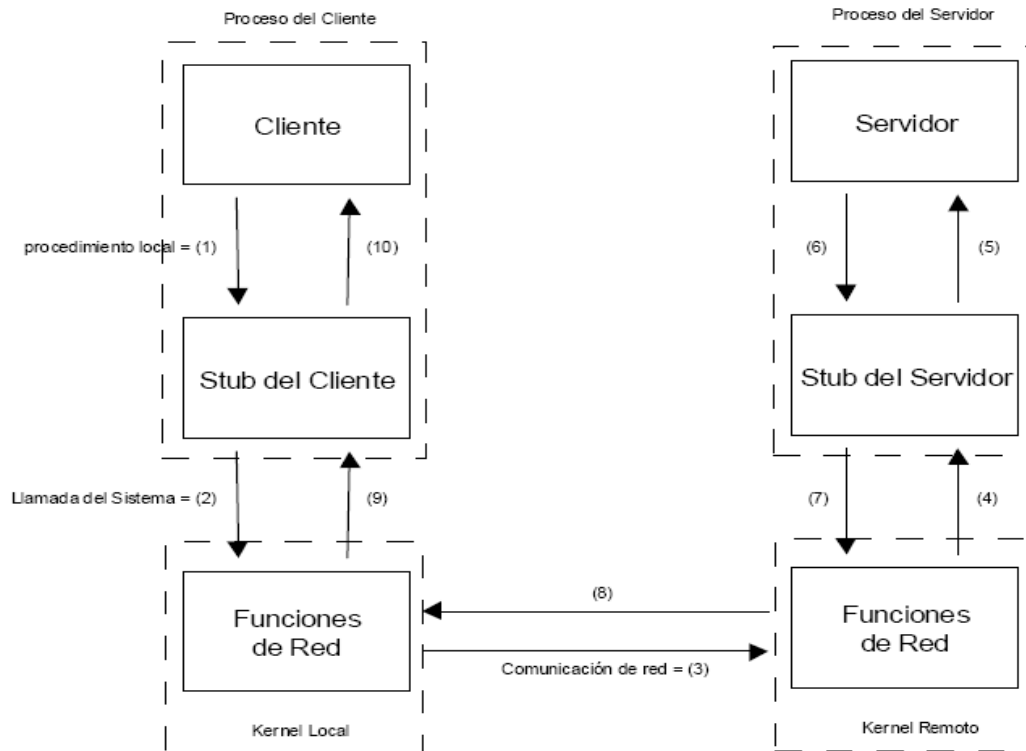 Proceso del Cliente
Proceso del Servidor
Cliente
Servidor
procedimiento local = (1)
(10)
(6)
(5)
Stub del Cliente
Stub del Servidor
Llamada del Sistema = (2)
(9)
(7)
(4)
Funciones
de Red
(8)
Comunicación de red = (3)
Funciones
de Red
Kernel Local
Kernel Remoto